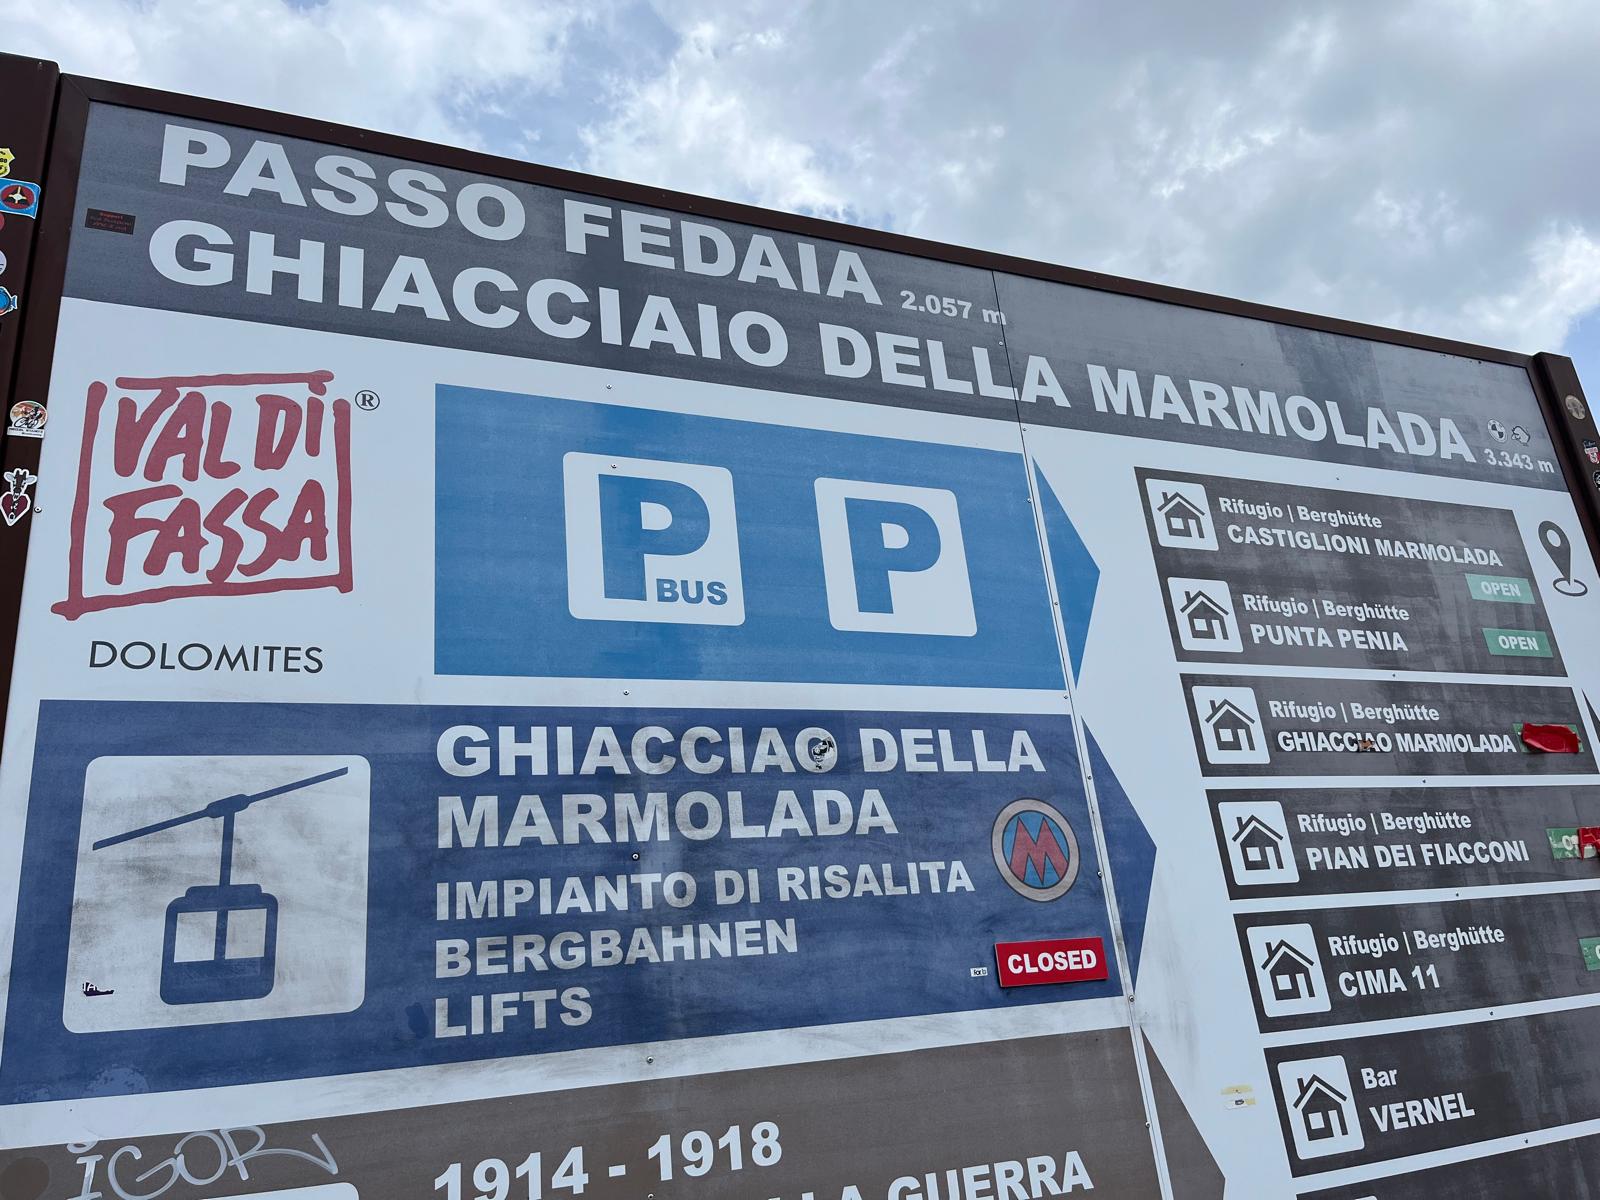 PASSO FEDAIA 2.057 m
GHIACCIAIO DELLA MARMOLADA 3.343 m
VAL DI
FASSA
®
DOLOMITES
P
BUS
P
GHIACCIAO DELLA
MARMOLADA
IMPIANTO DI RISALITA
BERGBAHNEN
LIFTS
M
CLOSED
1914 - 1918
GUERRA
IGOR
Rifugio | Berghütte
CASTIGLIONI MARMOLADA
OPEN
Rifugio | Berghütte
PUNTA PENIA
OPEN
Rifugio | Berghütte
GHIACCIAO MARMOLADA
Rifugio | Berghütte
PIAN DEI FIACCONI
Rifugio | Berghütte
CIMA 11
Bar
VERNEL